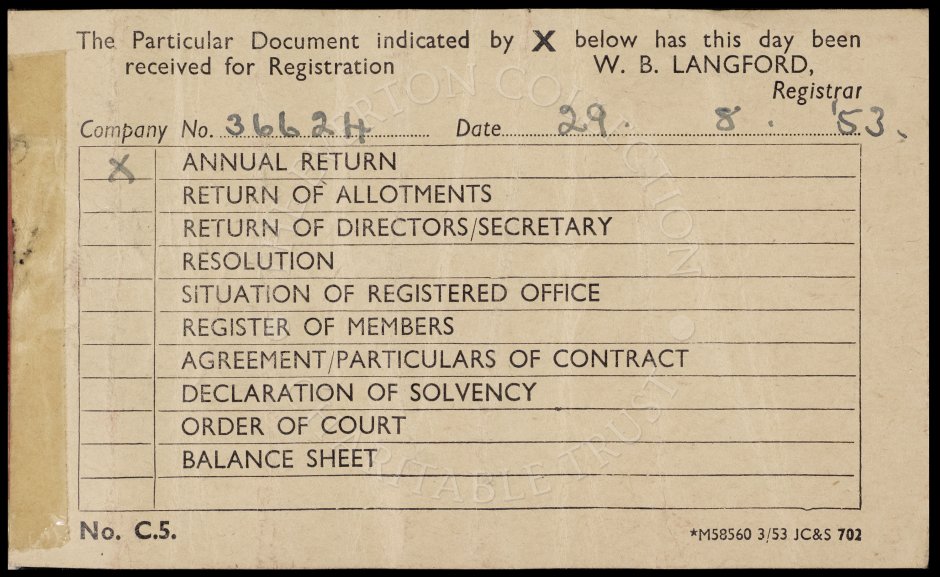 The Particular Document indicated by X below has this day been
received for Registration W. B. LANGFORD,
Registrar
Company No. 36624 Date 29. 8. '53.
X ANNUAL RETURN
RETURN OF ALLOTMENTS
RETURN OF DIRECTORS/SECRETARY
RESOLUTION
SITUATION OF REGISTERED OFFICE
REGISTER OF MEMBERS
AGREEMENT/PARTICULARS OF CONTRACT
DECLARATION OF SOLVENCY
ORDER OF COURT
BALANCE SHEET
No. C.5. *M58560 3/53 JC&S 702